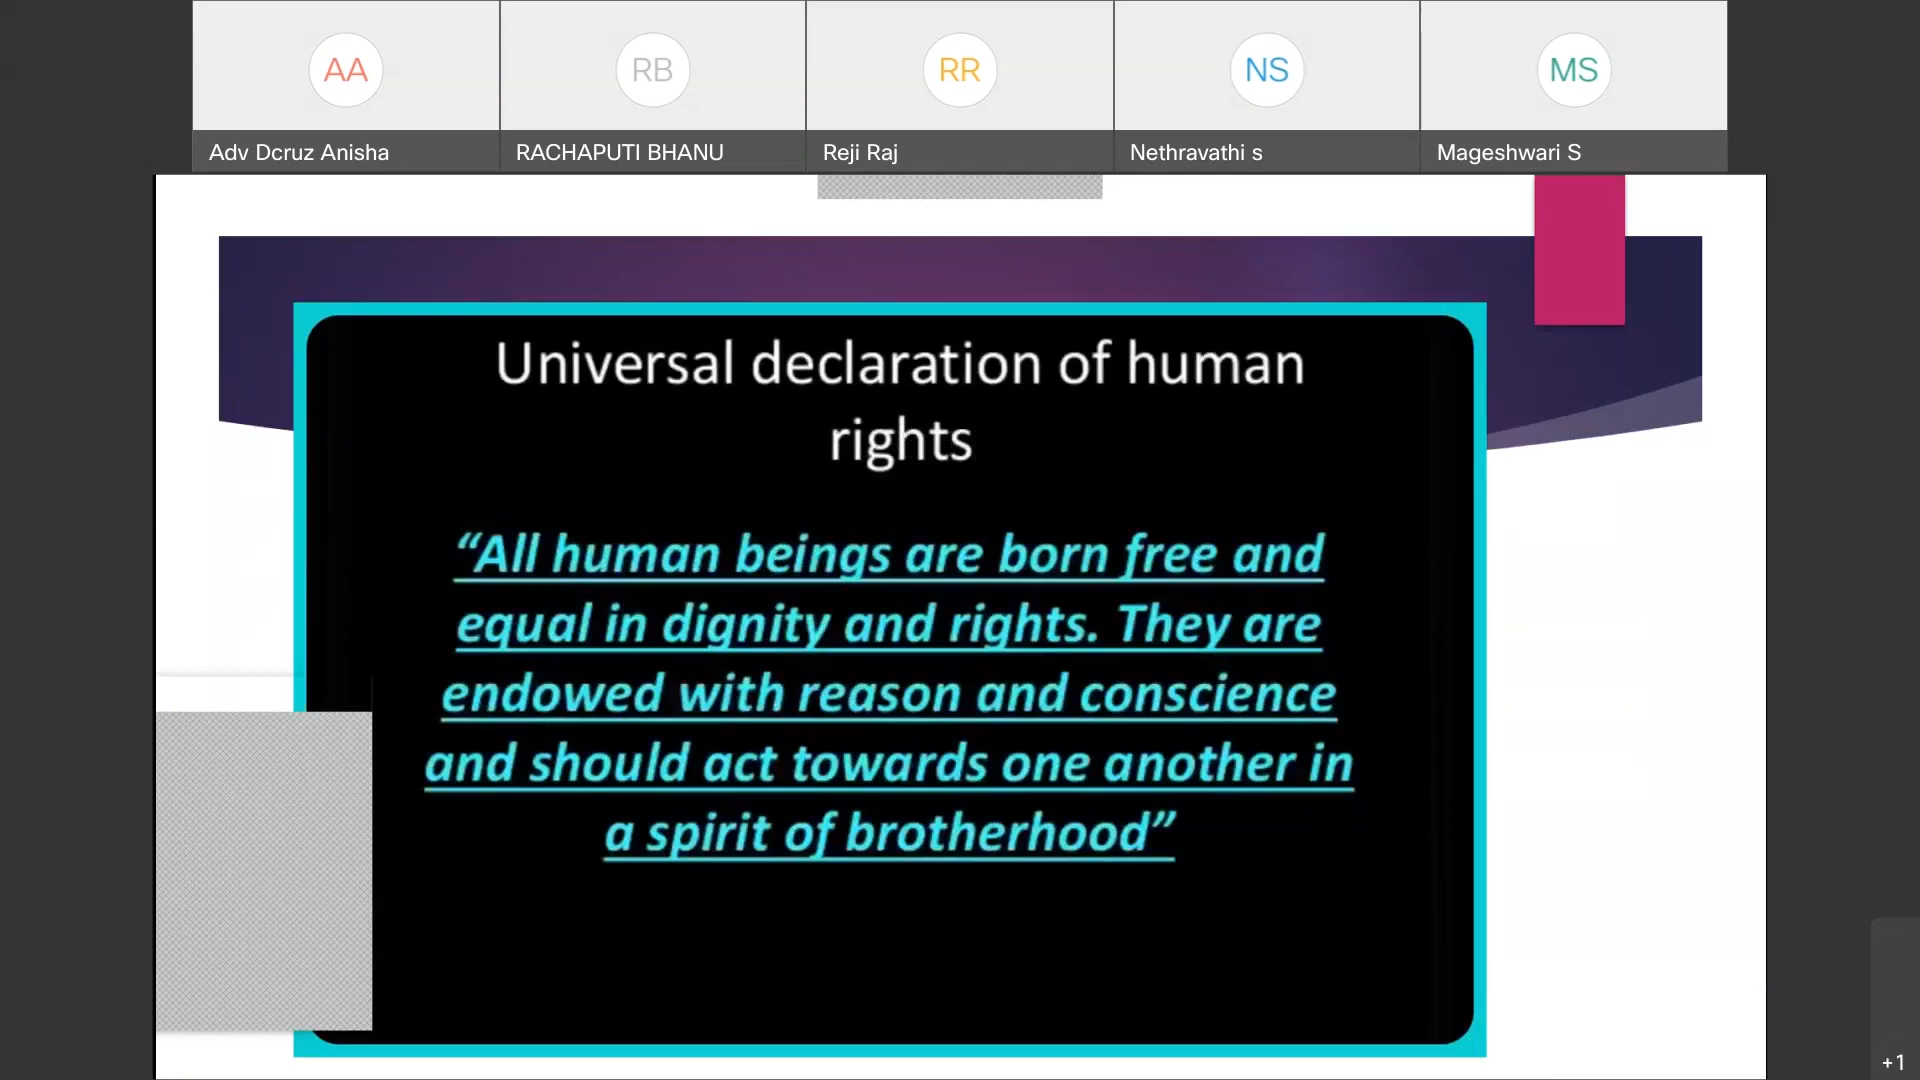 AA
RB
RR
NS
MS
Adv Dcruz Anisha
RACHAPUTI BHANU
Reji Raj
Nethravathi s
Mageshwari S
Universal declaration of human
rights
“All human beings are born free and
equal in dignity and rights. They are
endowed with reason and conscience
and should act towards one another in
a spirit of brotherhood”
+1